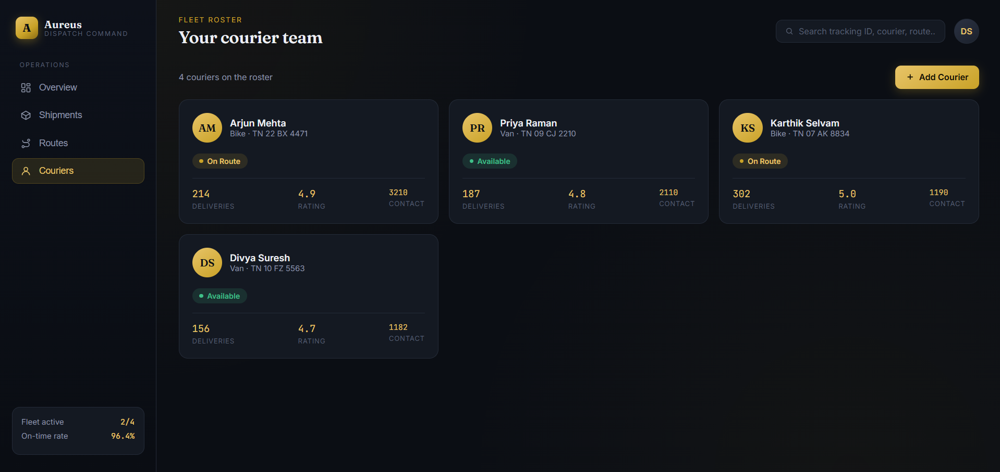 A
Aureus
DISPATCH COMMAND
OPERATIONS
Overview
Shipments
Routes
Couriers
Fleet active 2/4
On-time rate 96.4%
FLEET ROSTER
Your courier team
Search tracking ID, courier, route..
DS
4 couriers on the roster
+ Add Courier
AM
Arjun Mehta
Bike · TN 22 BX 4471
On Route
214 4.9 3210
DELIVERIES RATING CONTACT
PR
Priya Raman
Van · TN 09 CJ 2210
Available
187 4.8 2110
DELIVERIES RATING CONTACT
KS
Karthik Selvam
Bike · TN 07 AK 8834
On Route
302 5.0 1190
DELIVERIES RATING CONTACT
DS
Divya Suresh
Van · TN 10 FZ 5563
Available
156 4.7 1182
DELIVERIES RATING CONTACT